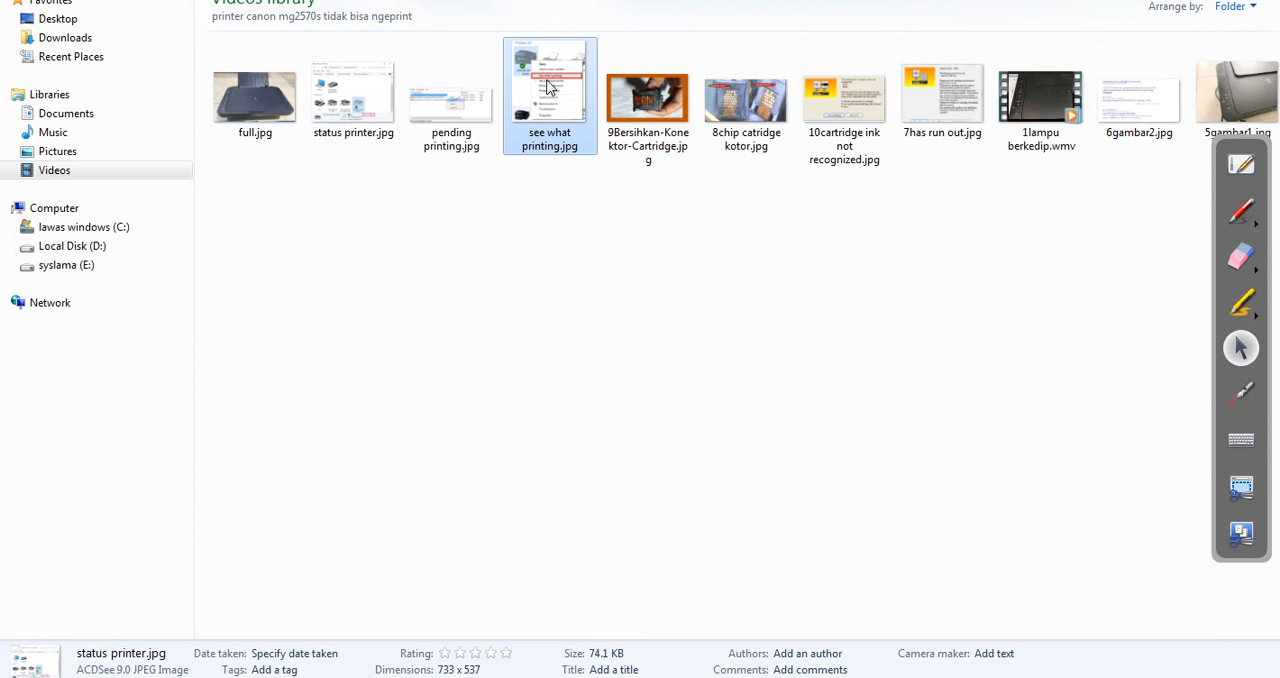 Favorites
Desktop
Downloads
Recent Places
Libraries
Documents
Music
Pictures
Videos
Computer
lawas windows (C:)
Local Disk (D:)
syslama (E:)
Network
Videos library
printer canon mg2570s tidak bisa ngeprint
Arrange by: Folder
full.jpg
status printer.jpg
pending
printing.jpg
see what
printing.jpg
9Bersihkan-Kone
ktor-Cartridge.jp
g
8chip catridge
kotor.jpg
10cartridge ink
not
recognized.jpg
7has run out.jpg
1lampu
berkedip.wmv
6gambar2.jpg
5gambar1.jpg
status printer.jpg
ACDSee 9.0 JPEG Image
Date taken: Specify date taken
Tags: Add a tag
Rating:
Dimensions: 733 x 537
Size: 74.1 KB
Title: Add a title
Authors: Add an author
Comments: Add comments
Camera maker: Add text